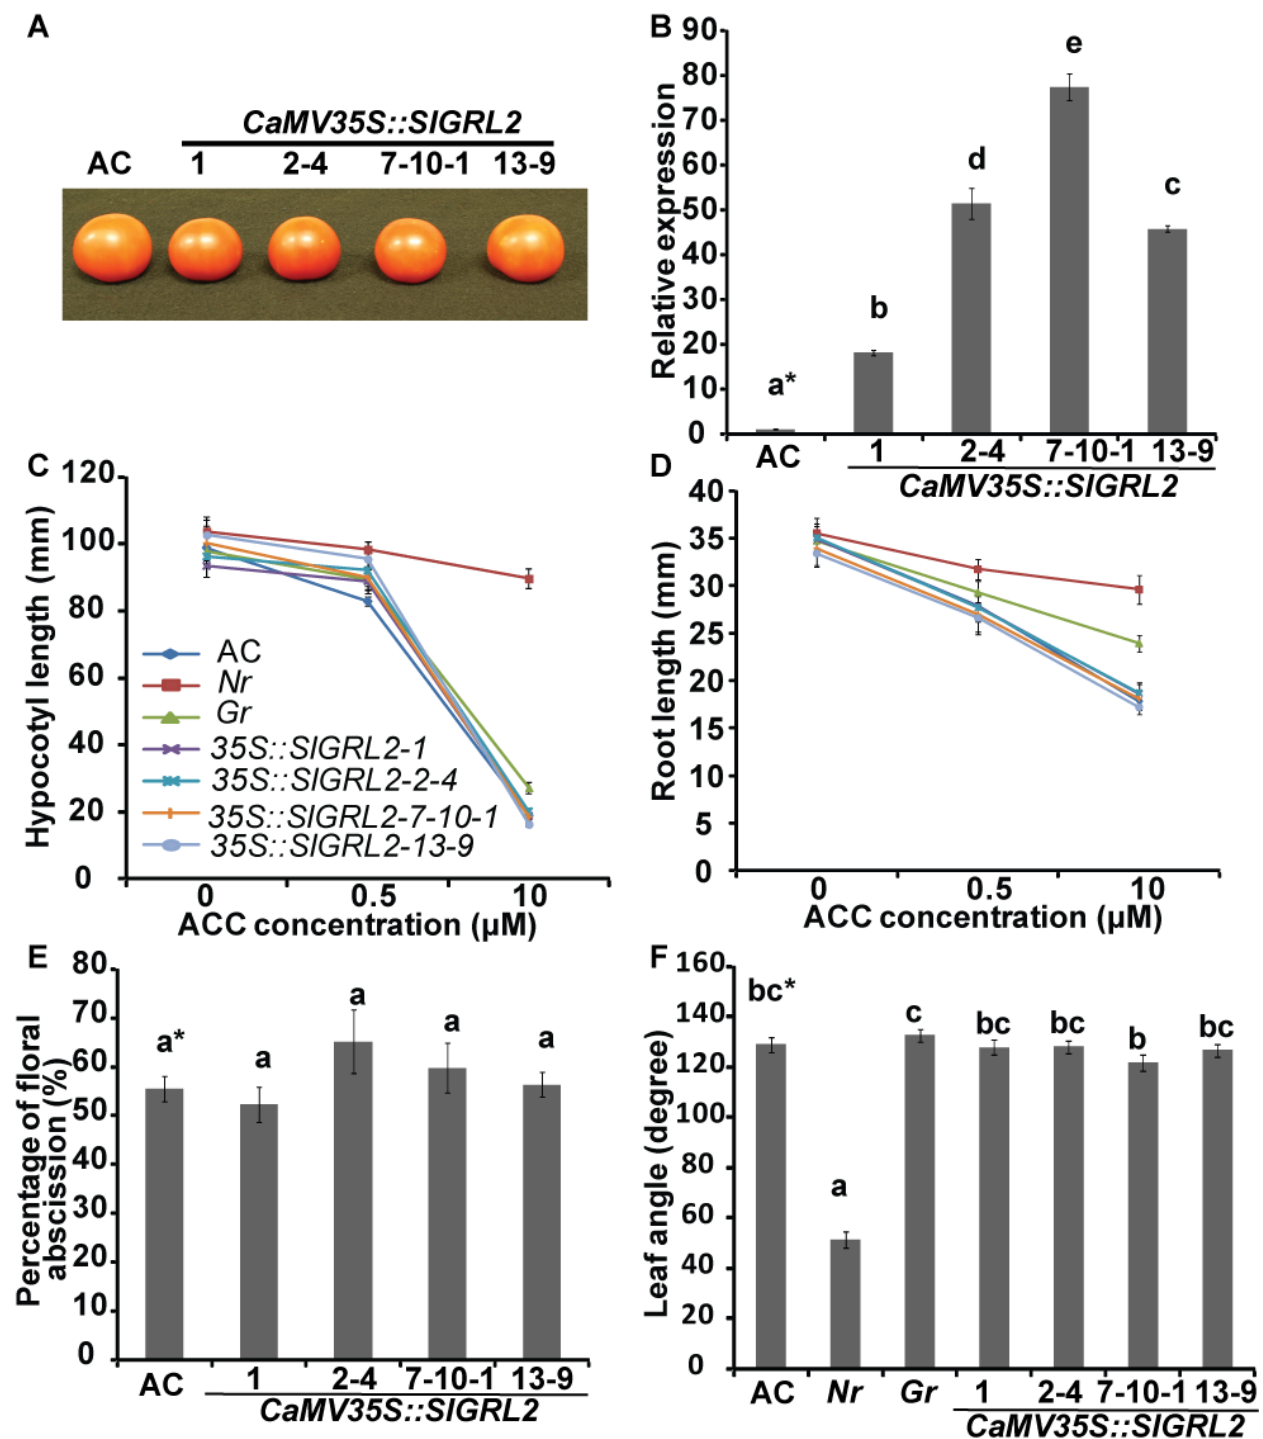 A
CaMV35S::SlGRL2
AC 1 2-4 7-10-1 13-9
B
Relative expression
90
80
70
60
50
40
30
20
10
0
a*
b
d
e
c
AC 1 2-4 7-10-1 13-9
CaMV35S::SlGRL2
C
Hypocotyl length (mm)
120
100
80
60
40
20
0
AC
Nr
Gr
35S::SlGRL2-1
35S::SlGRL2-2-4
35S::SlGRL2-7-10-1
35S::SlGRL2-13-9
0 0.5 10
ACC concentration (μM)
D
Root length (mm)
40
35
30
25
20
15
10
5
0
0 0.5 10
ACC concentration (μM)
E
Percentage of floral
abscission (%)
80
70
60
50
40
30
20
10
0
a*
a
a
a
a
AC 1 2-4 7-10-1 13-9
CaMV35S::SlGRL2
F
Leaf angle (degree)
160
140
120
100
80
60
40
20
0
bc*
a
c
bc
bc
b
bc
AC Nr Gr 1 2-4 7-10-1 13-9
CaMV35S::SlGRL2